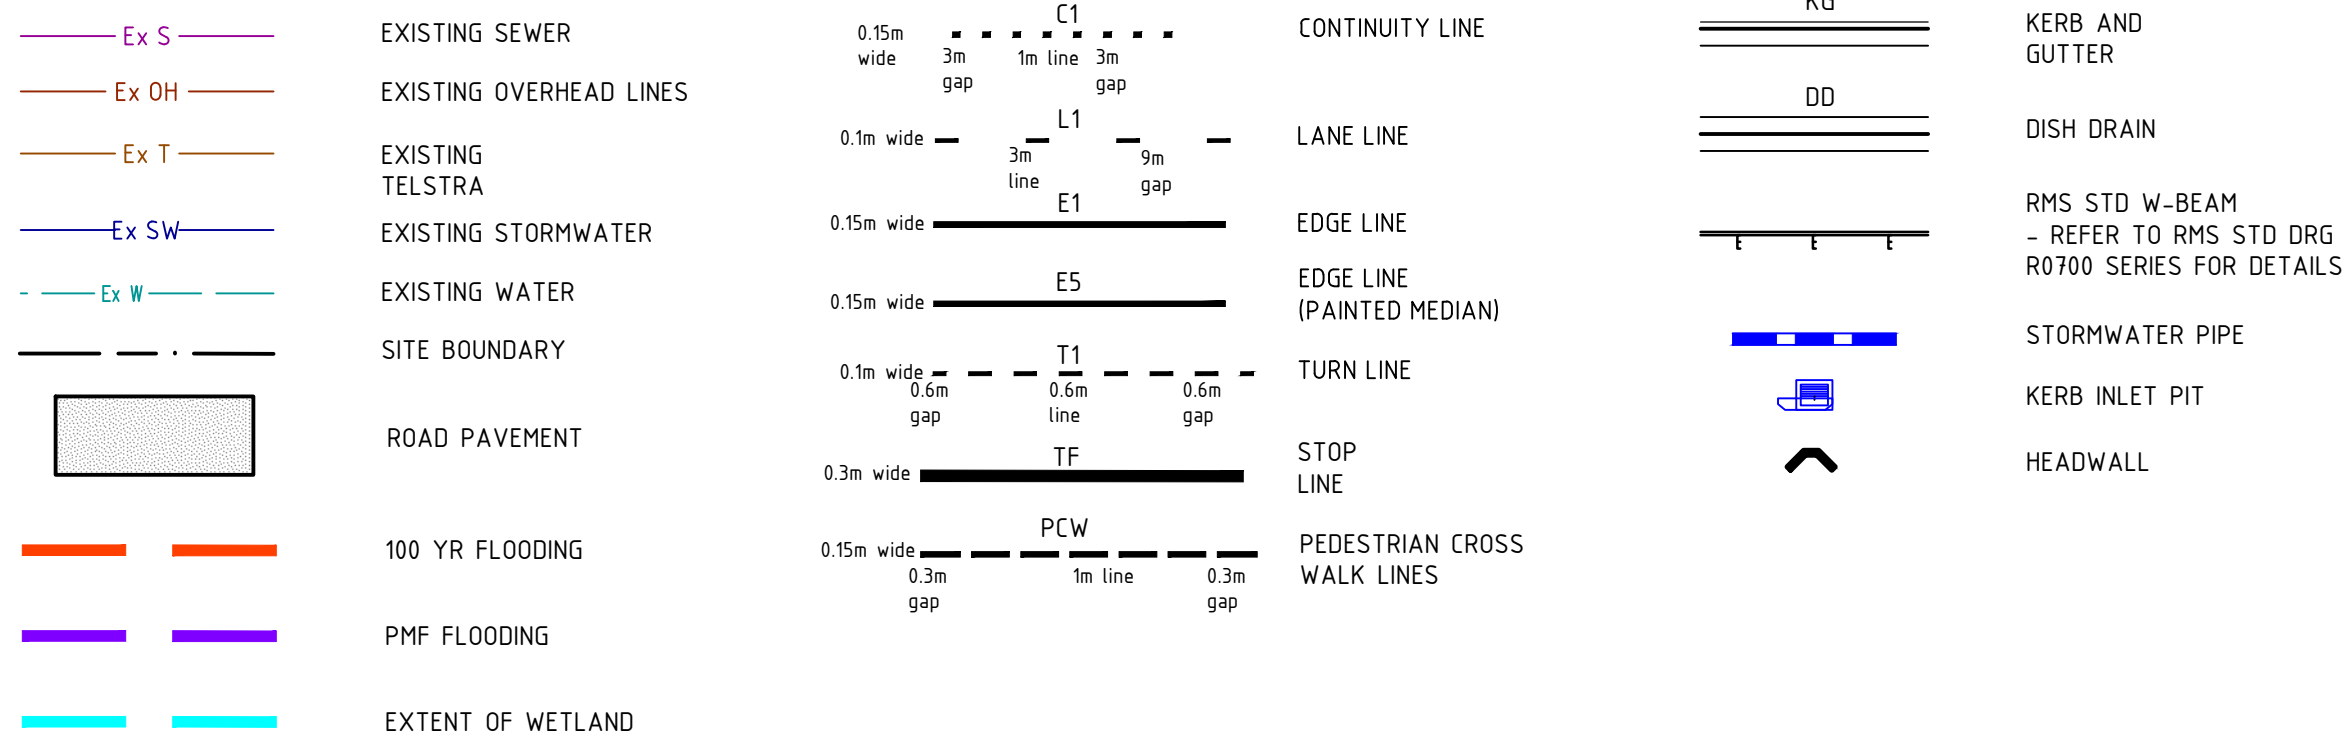 Ex S
EXISTING SEWER
Ex OH
EXISTING OVERHEAD LINES
Ex T
EXISTING
TELSTRA
Ex SW
EXISTING STORMWATER
Ex W
EXISTING WATER
SITE BOUNDARY
ROAD PAVEMENT
100 YR FLOODING
PMF FLOODING
EXTENT OF WETLAND
C1
0.15m
wide
3m
gap
1m line
3m
gap
CONTINUITY LINE
L1
0.1m wide
3m
line
9m
gap
LANE LINE
E1
0.15m wide
EDGE LINE
E5
0.15m wide
EDGE LINE
(PAINTED MEDIAN)
T1
0.1m wide
0.6m
gap
0.6m
line
0.6m
gap
TURN LINE
TF
0.3m wide
STOP
LINE
PCW
0.15m wide
0.3m
gap
1m line
0.3m
gap
PEDESTRIAN CROSS
WALK LINES
KG
KERB AND
GUTTER
DD
DISH DRAIN
RMS STD W-BEAM
- REFER TO RMS STD DRG
R0700 SERIES FOR DETAILS
STORMWATER PIPE
KERB INLET PIT
HEADWALL